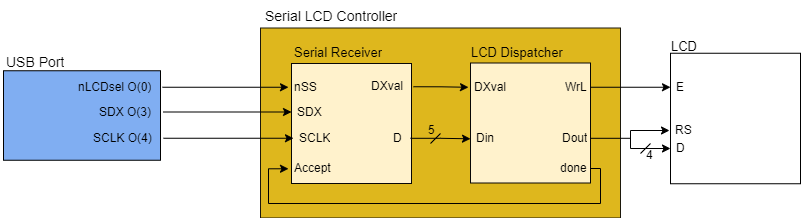 Serial LCD Controller
USB Port
Serial Receiver
LCD Dispatcher
LCD
nLCDsel O(0)
nSS
DXval
DXval
WrL
E
SDX O(3)
SDX
SCLK O(4)
SCLK
D
5
Din
Dout
RS
D
4
Accept
done